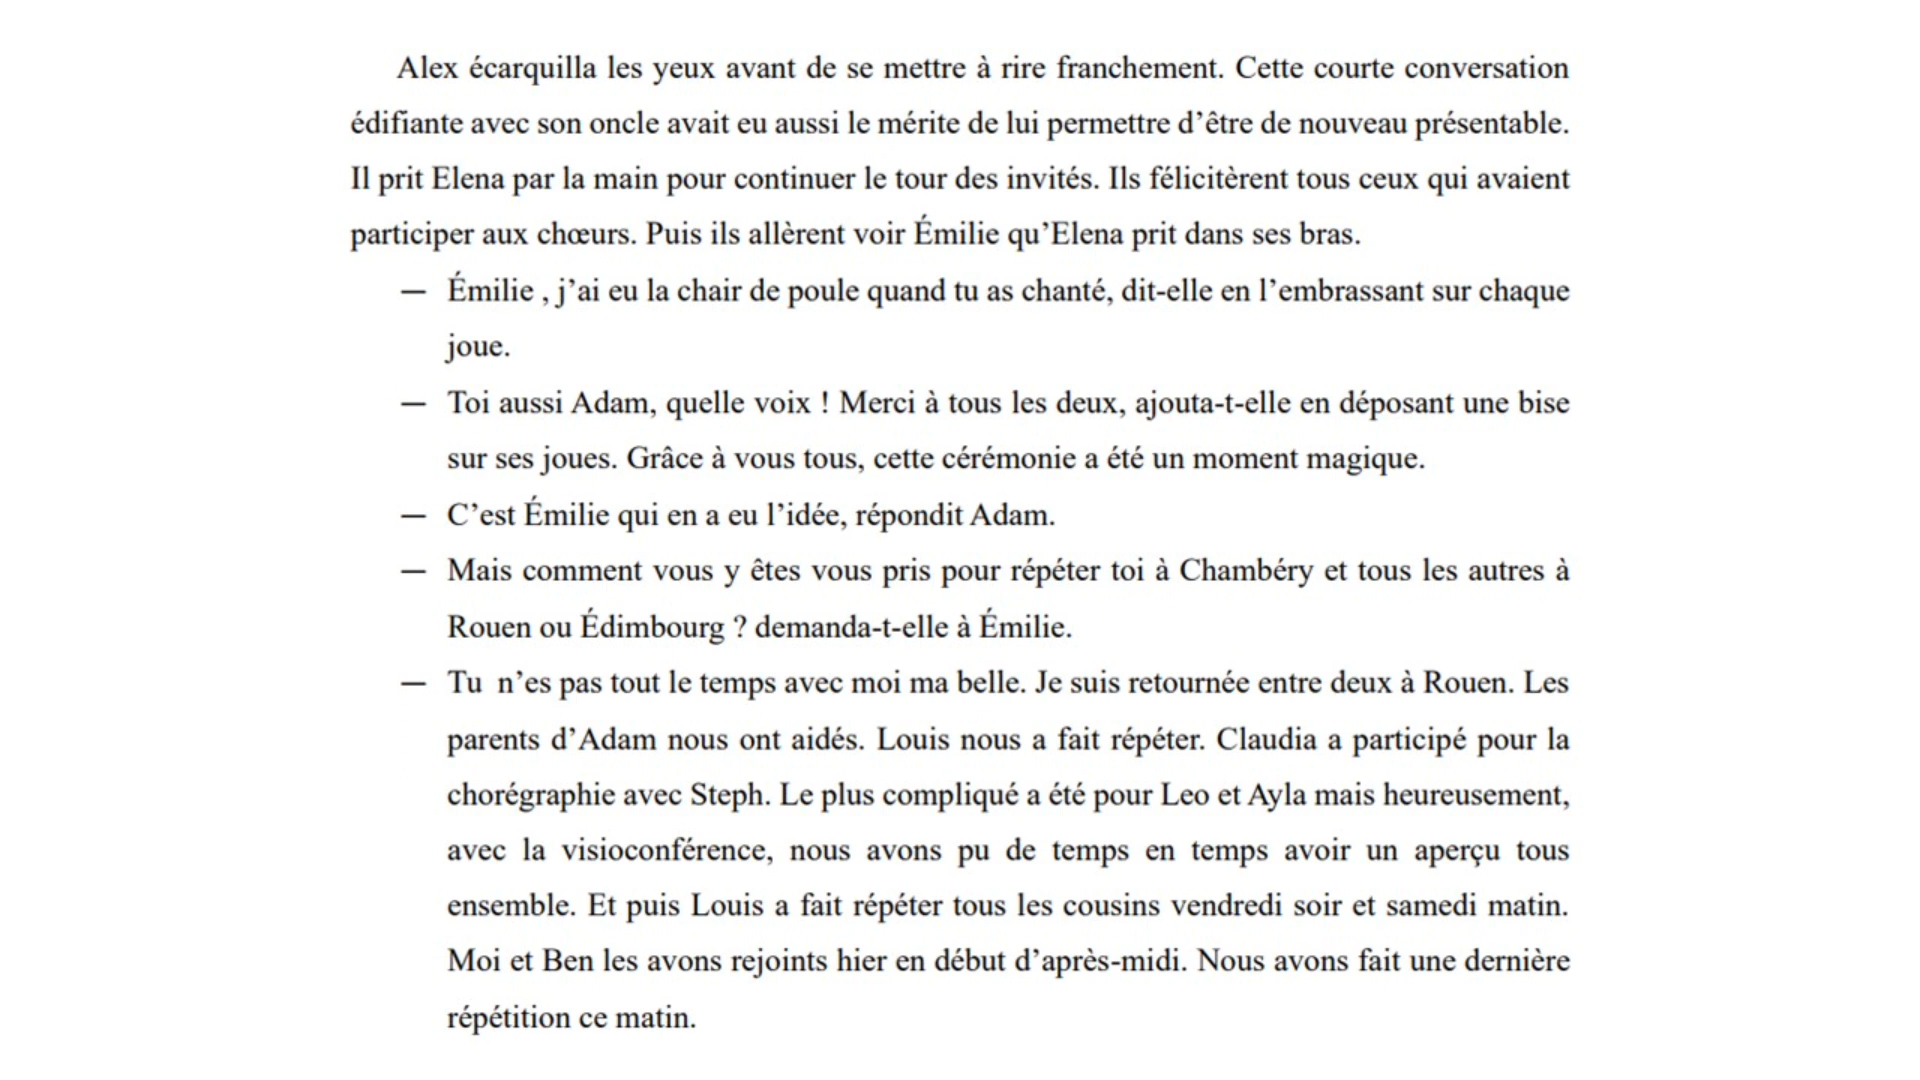 Alex écarquilla les yeux avant de se mettre à rire franchement. Cette courte conversation
édifiante avec son oncle avait eu aussi le mérite de lui permettre d’être de nouveau présentable.
Il prit Elena par la main pour continuer le tour des invités. Ils félicitèrent tous ceux qui avaient
participer aux chœurs. Puis ils allèrent voir Émilie qu’Elena prit dans ses bras.
— Émilie , j’ai eu la chair de poule quand tu as chanté, dit-elle en l’embrassant sur chaque
joue.
— Toi aussi Adam, quelle voix ! Merci à tous les deux, ajouta-t-elle en déposant une bise
sur ses joues. Grâce à vous tous, cette cérémonie a été un moment magique.
— C’est Émilie qui en a eu l’idée, répondit Adam.
— Mais comment vous y êtes vous pris pour répéter toi à Chambéry et tous les autres à
Rouen ou Édimbourg ? demanda-t-elle à Émilie.
— Tu  n’es pas tout le temps avec moi ma belle. Je suis retournée entre deux à Rouen. Les
parents d’Adam nous ont aidés. Louis nous a fait répéter. Claudia a participé pour la
chorégraphie avec Steph. Le plus compliqué a été pour Leo et Ayla mais heureusement,
avec la visioconférence, nous avons pu de temps en temps avoir un aperçu tous
ensemble. Et puis Louis a fait répéter tous les cousins vendredi soir et samedi matin.
Moi et Ben les avons rejoints hier en début d’après-midi. Nous avons fait une dernière
répétition ce matin.